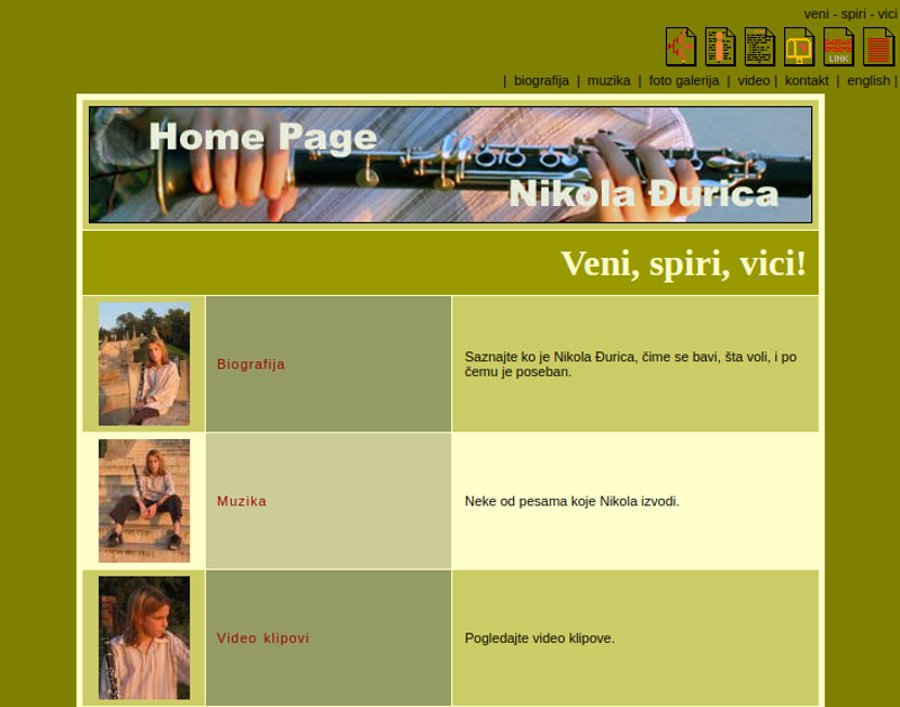 veni - spiri - vici
LINK
| biografija | muzika | foto galerija | video | kontakt | english |
Home Page
Nikola Đurica
Veni, spiri, vici!
Biografija
Saznajte ko je Nikola Đurica, čime se bavi, šta voli, i po
čemu je poseban.
Muzika
Neke od pesama koje Nikola izvodi.
Video klipovi
Pogledajte video klipove.